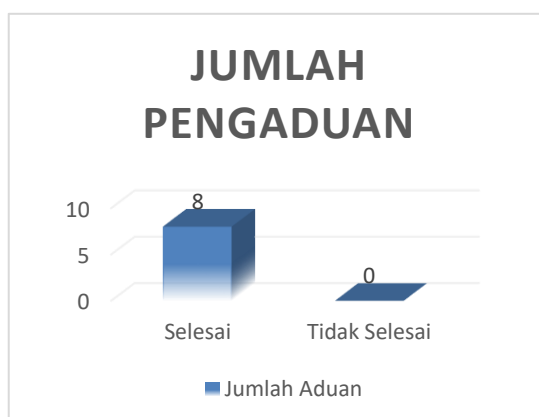 JUMLAH
PENGADUAN
10
5
0
8
0
Selesai
Tidak Selesai
Jumlah Aduan